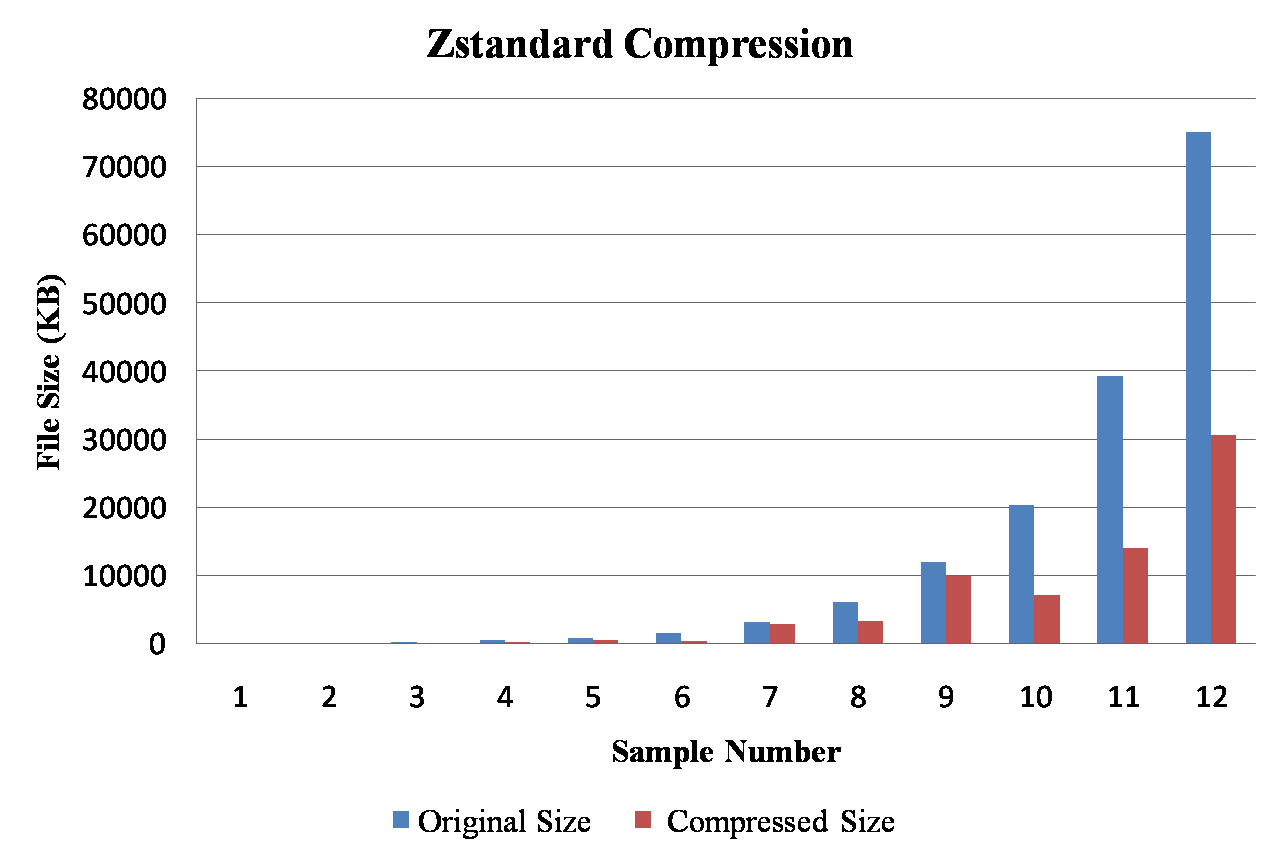 Zstandard Compression
80000
70000
60000
50000
40000
30000
20000
10000
0
File Size (KB)
1 2 3 4 5 6 7 8 9 10 11 12
Sample Number
Original Size Compressed Size